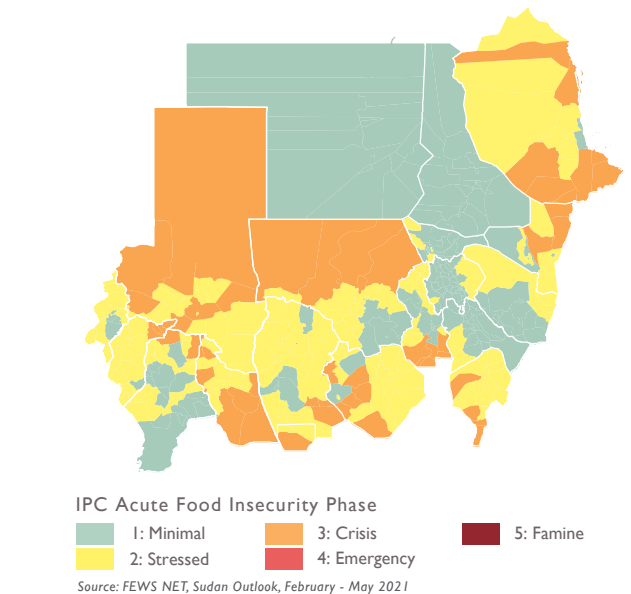 IPC Acute Food Insecurity Phase
1: Minimal
3: Crisis
5: Famine
2: Stressed
4: Emergency
Source: FEWS NET, Sudan Outlook, February - May 2021